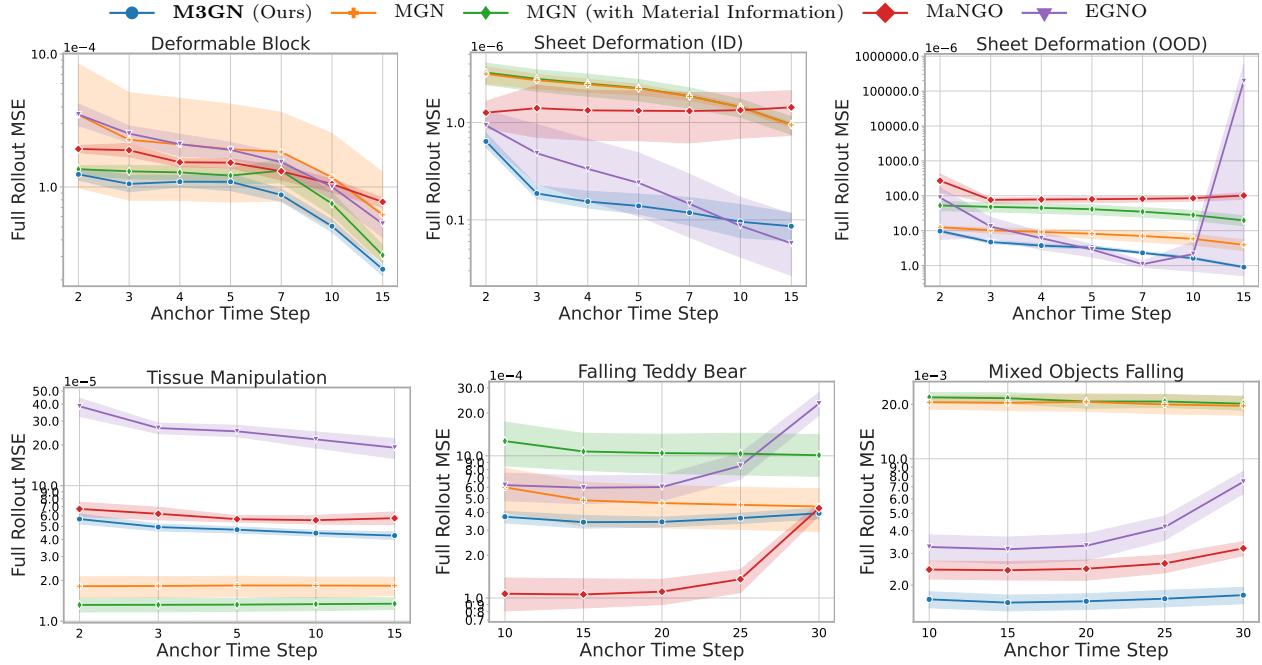 M3GN (Ours) MGN MGN (with Material Information) MaNGO EGNO
Deformable Block
1e−4
10.0
1.0
Full Rollout MSE
2 3 4 5 7 10 15
Anchor Time Step
Sheet Deformation (ID)
1e−6
1.0
0.1
Full Rollout MSE
2 3 4 5 7 10 15
Anchor Time Step
Sheet Deformation (OOD)
1e−6
1000000.0
100000.0
10000.0
1000.0
100.0
10.0
1.0
Full Rollout MSE
2 3 4 5 7 10 15
Anchor Time Step
Tissue Manipulation
1e−5
50.0
40.0
30.0
20.0
10.0
9.0
8.0
7.0
6.0
5.0
4.0
3.0
2.0
1.0
Full Rollout MSE
2 3 5 10 15
Anchor Time Step
Falling Teddy Bear
1e−4
30.0
20.0
10.0
9.0
8.0
7.0
6.0
5.0
4.0
3.0
2.0
1.0
0.9
0.8
0.7
Full Rollout MSE
10 15 20 25 30
Anchor Time Step
Mixed Objects Falling
1e−3
20.0
10.0
9.0
8.0
7.0
6.0
5.0
4.0
3.0
2.0
Full Rollout MSE
10 15 20 25 30
Anchor Time Step